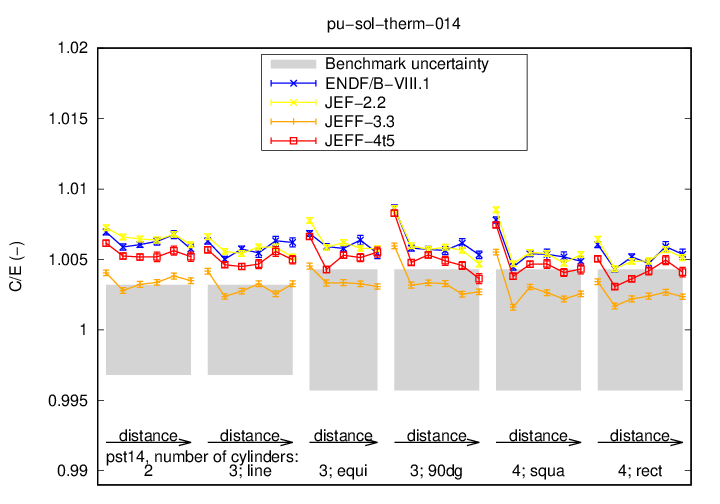 pu−sol−therm−014
1.02
1.015
1.01
1.005
1
0.995
0.99
C/E (−)
Benchmark uncertainty
ENDF/B−VIII.1
JEF−2.2
JEFF−3.3
JEFF−4t5
distance distance distance distance distance distance
pst14, number of cylinders:
2 3; line 3; equi 3; 90dg 4; squa 4; rect